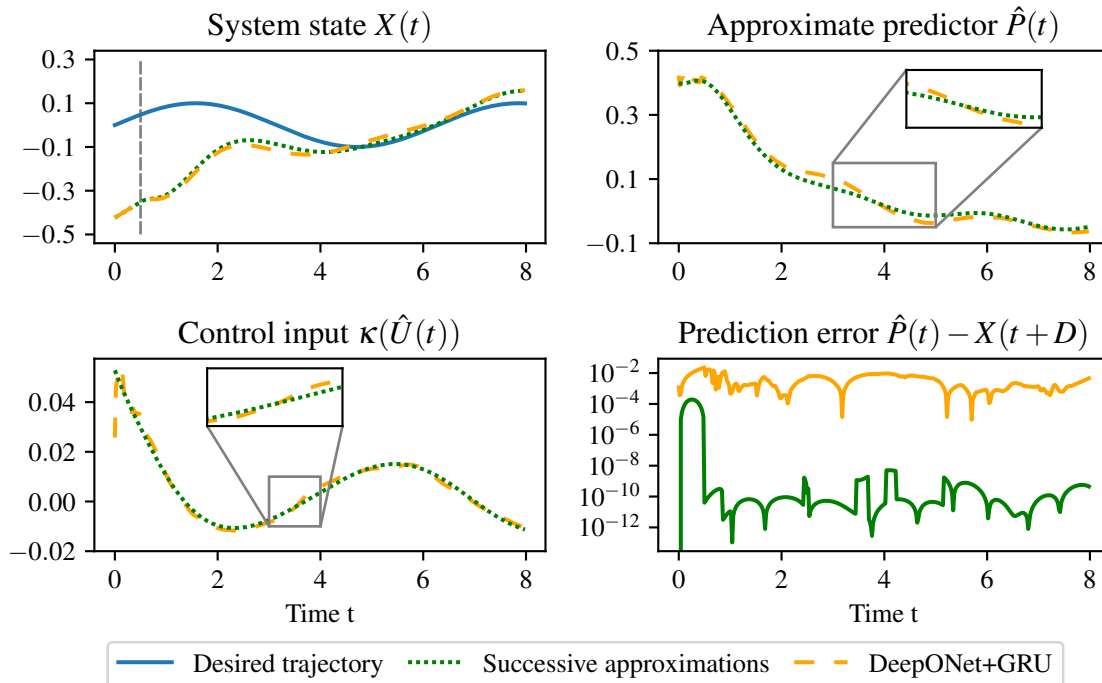 System state X(t)
0.3
0.1
−0.1
−0.3
−0.5
0 2 4 6 8
Approximate predictor P̂(t)
0.5
0.3
0.1
−0.1
0 2 4 6 8
Control input κ(Û(t))
0.04
0.02
0.00
−0.02
0 2 4 6 8
Time t
Prediction error P̂(t) − X(t + D)
10⁻²
10⁻⁴
10⁻⁶
10⁻⁸
10⁻¹⁰
10⁻¹²
0 2 4 6 8
Time t
Desired trajectory Successive approximations DeepONet+GRU